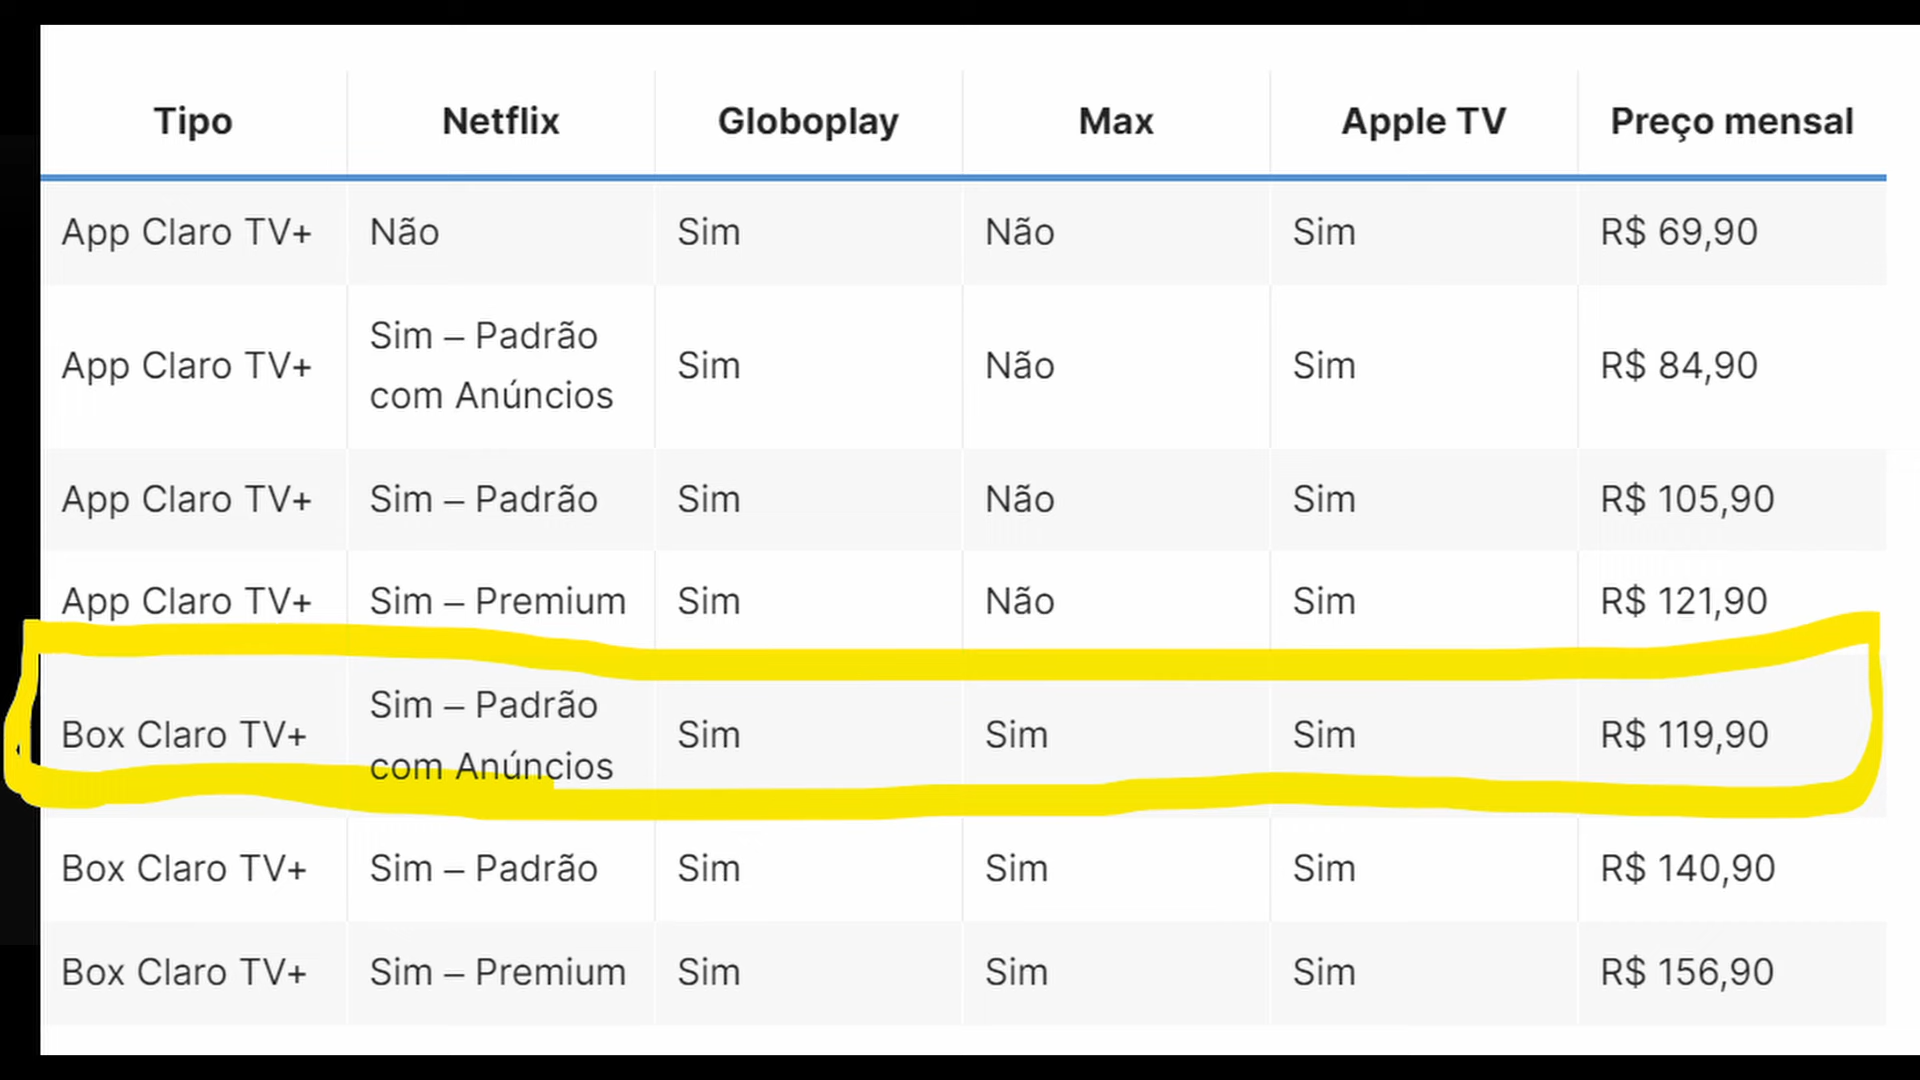 Tipo Netflix Globoplay Max Apple TV Preço mensal
App Claro TV+ Não Sim Não Sim R$ 69,90
App Claro TV+ Sim – Padrão com Anúncios Sim Não Sim R$ 84,90
App Claro TV+ Sim – Padrão Sim Não Sim R$ 105,90
App Claro TV+ Sim – Premium Sim Não Sim R$ 121,90
Box Claro TV+ Sim – Padrão com Anúncios Sim Sim Sim R$ 119,90
Box Claro TV+ Sim – Padrão Sim Sim Sim R$ 140,90
Box Claro TV+ Sim – Premium Sim Sim Sim R$ 156,90